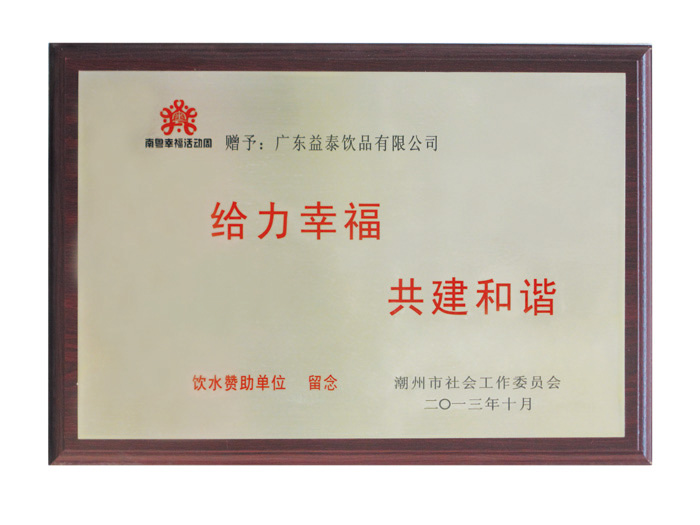 南粤幸福活动周
赠予：广东益泰饮品有限公司
给力幸福
共建和谐
饮水赞助单位 留念
潮州市社会工作委员会
二〇一三年十月